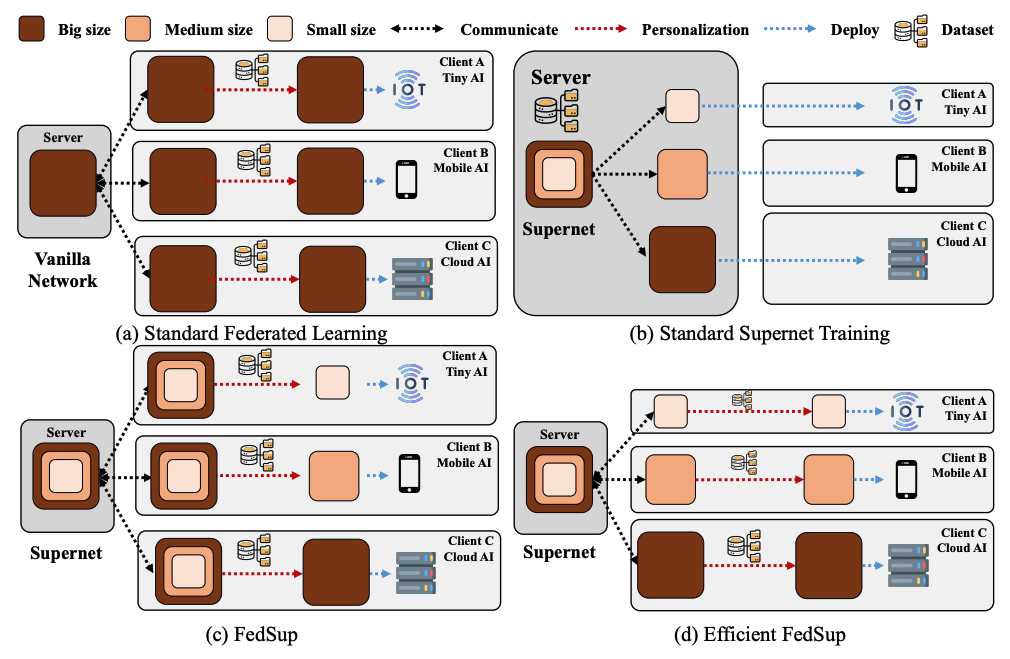 Big size Medium size Small size Communicate Personalization Deploy Dataset
Client A
Tiny AI
IOT
Server
Client B
Mobile AI
Vanilla
Network
Client C
Cloud AI
(a) Standard Federated Learning
Server
Supernet
Client A
Tiny AI
IOT
Client B
Mobile AI
Client C
Cloud AI
(b) Standard Supernet Training
Client A
Tiny AI
IOT
Server
Client B
Mobile AI
Supernet
Client C
Cloud AI
(c) FedSup
Client A
Tiny AI
IOT
Server
Client B
Mobile AI
Supernet
Client C
Cloud AI
(d) Efficient FedSup